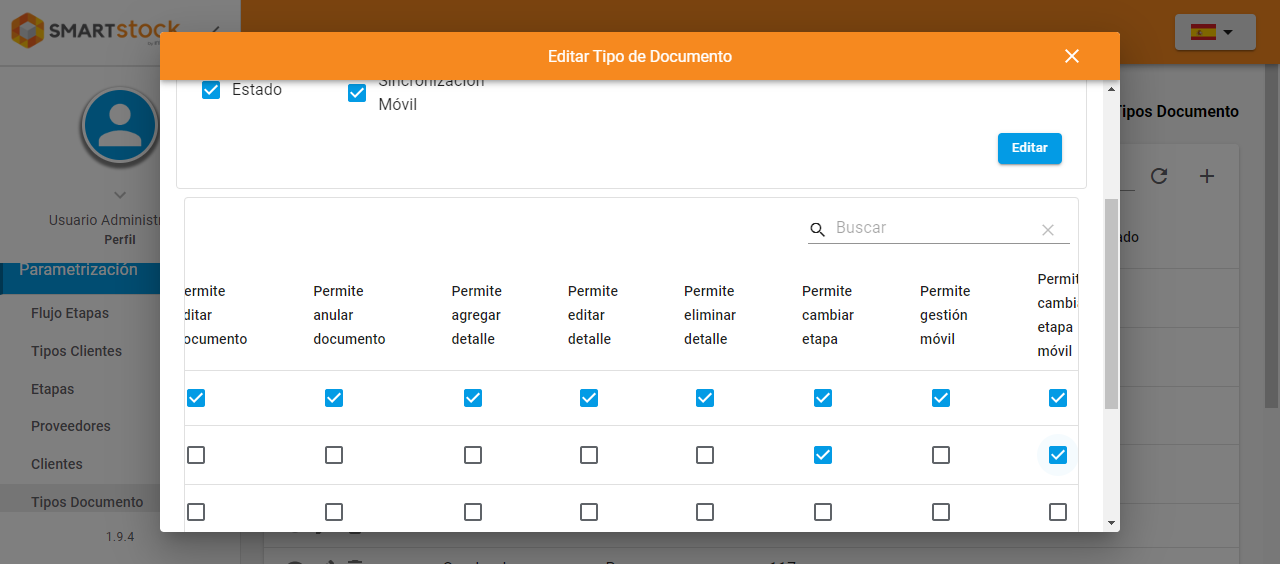 SMARTstock
Editar Tipo de Documento
Estado
Sincronización
Móvil
Tipos Documento
Editar
Usuario Administr
Perfil
Buscar
ado
Parametrización
Flujo Etapas
Tipos Clientes
Etapas
Proveedores
Clientes
Tipos Documento
1.9.4
ermite
ditar
ocumento
Permite
anular
documento
Permite
agregar
detalle
Permite
editar
detalle
Permite
eliminar
detalle
Permite
cambiar
etapa
Permite
gestión
móvil
Permit
cambi
etapa
móvil